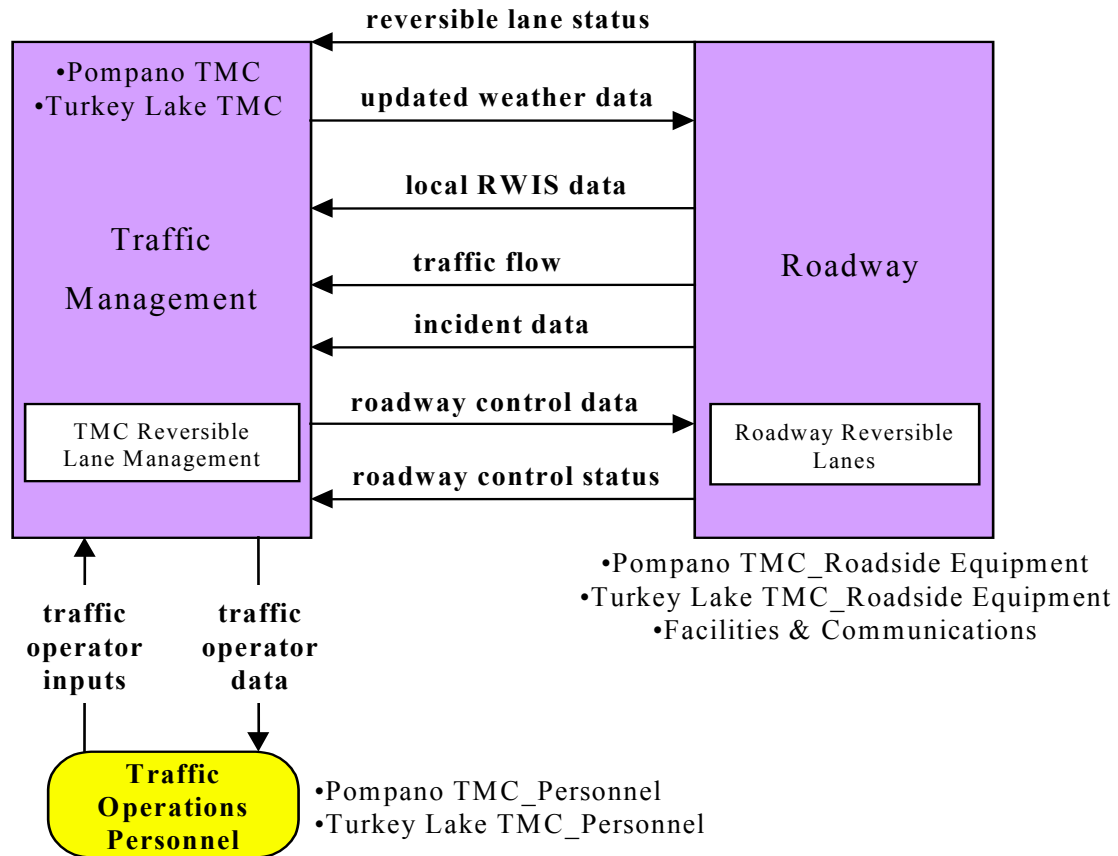 reversible lane status
•Pompano TMC
•Turkey Lake TMC
updated weather data
local RWIS data
Traffic
Management
traffic flow
Roadway
incident data
roadway control data
TMC Reversible
Lane Management
Roadway Reversible
Lanes
roadway control status
•Pompano TMC_Roadside Equipment
•Turkey Lake TMC_Roadside Equipment
•Facilities & Communications
traffic
operator
inputs
traffic
operator
data
Traffic
Operations
Personnel
•Pompano TMC_Personnel
•Turkey Lake TMC_Personnel